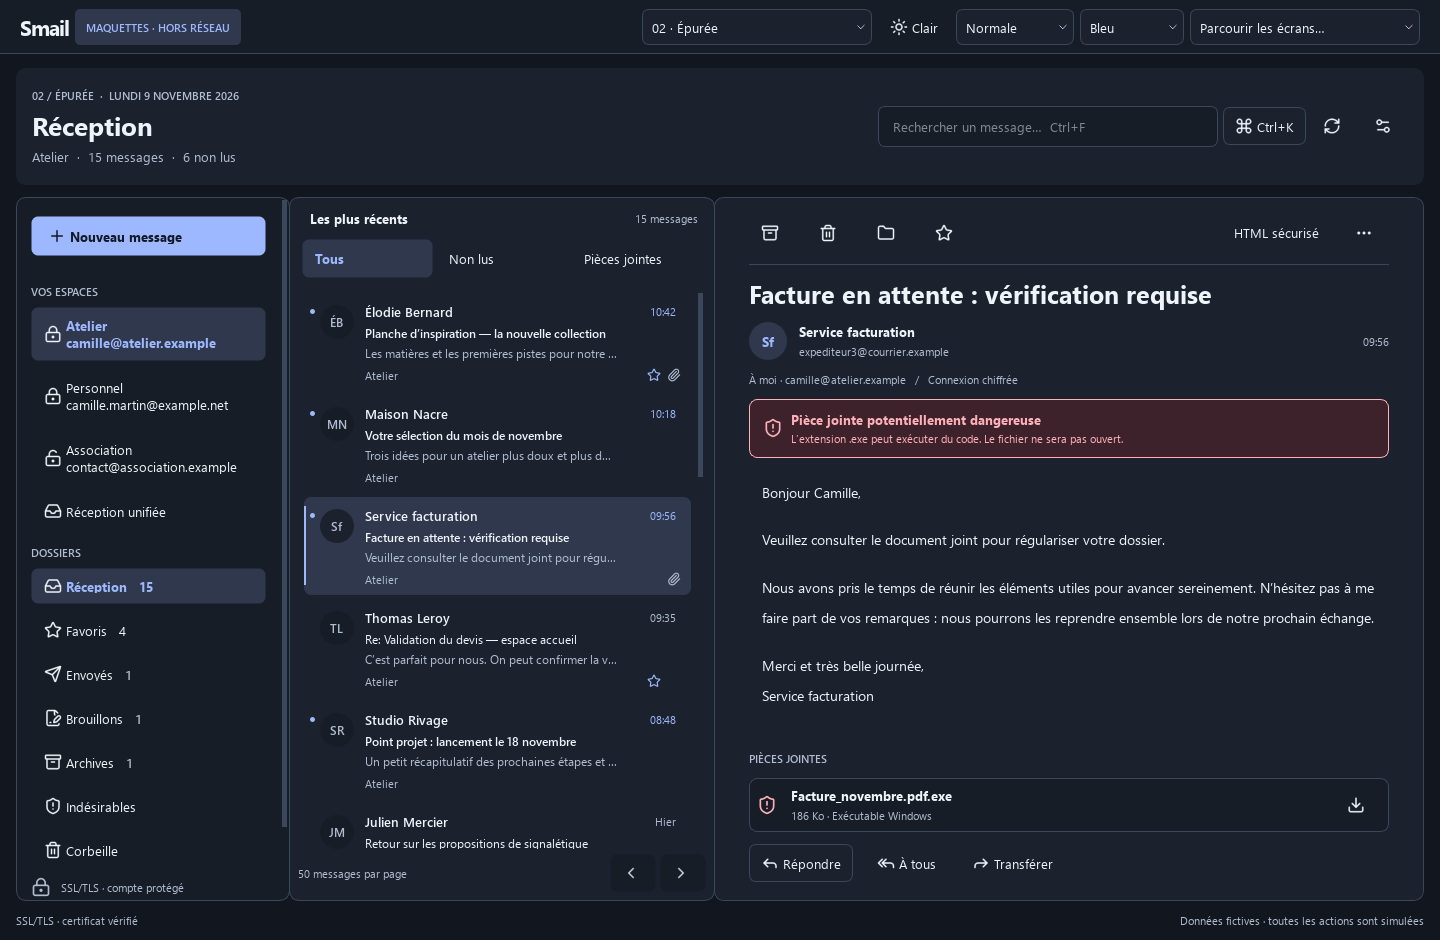 Smail
MAQUETTES · HORS RÉSEAU
02 · Épurée
Clair
Normale
Bleu
Parcourir les écrans...
02 / ÉPURÉE · LUNDI 9 NOVEMBRE 2026
Réception
Atelier · 15 messages · 6 non lus
Rechercher un message... Ctrl+F
Ctrl+K
Nouveau message
VOS ESPACES
Atelier
camille@atelier.example
Personnel
camille.martin@example.net
Association
contact@association.example
Réception unifiée
DOSSIERS
Réception 15
Favoris 4
Envoyés 1
Brouillons 1
Archives 1
Indésirables
Corbeille
SSL/TLS · compte protégé
Les plus récents
15 messages
Tous
Non lus
Pièces jointes
ÉB
Élodie Bernard
10:42
Planche d’inspiration — la nouvelle collection
Les matières et les premières pistes pour notre ...
Atelier
MN
Maison Nacre
10:18
Votre sélection du mois de novembre
Trois idées pour un atelier plus doux et plus d...
Atelier
Sf
Service facturation
09:56
Facture en attente : vérification requise
Veuillez consulter le document joint pour régu...
Atelier
TL
Thomas Leroy
09:35
Re: Validation du devis — espace accueil
C’est parfait pour nous. On peut confirmer la v...
Atelier
SR
Studio Rivage
08:48
Point projet : lancement le 18 novembre
Un petit récapitulatif des prochaines étapes et ...
Atelier
JM
Julien Mercier
Hier
Retour sur les propositions de signalétique
50 messages par page
HTML sécurisé
Facture en attente : vérification requise
Sf
Service facturation
expediteur3@courrier.example
09:56
À moi · camille@atelier.example / Connexion chiffrée
Pièce jointe potentiellement dangereuse
L’extension .exe peut exécuter du code. Le fichier ne sera pas ouvert.
Bonjour Camille,
Veuillez consulter le document joint pour régulariser votre dossier.
Nous avons pris le temps de réunir les éléments utiles pour avancer sereinement. N’hésitez pas à me
faire part de vos remarques : nous pourrons les reprendre ensemble lors de notre prochain échange.
Merci et très belle journée,
Service facturation
PIÈCES JOINTES
Facture_novembre.pdf.exe
186 Ko · Exécutable Windows
Répondre
À tous
Transférer
SSL/TLS · certificat vérifié
Données fictives · toutes les actions sont simulées